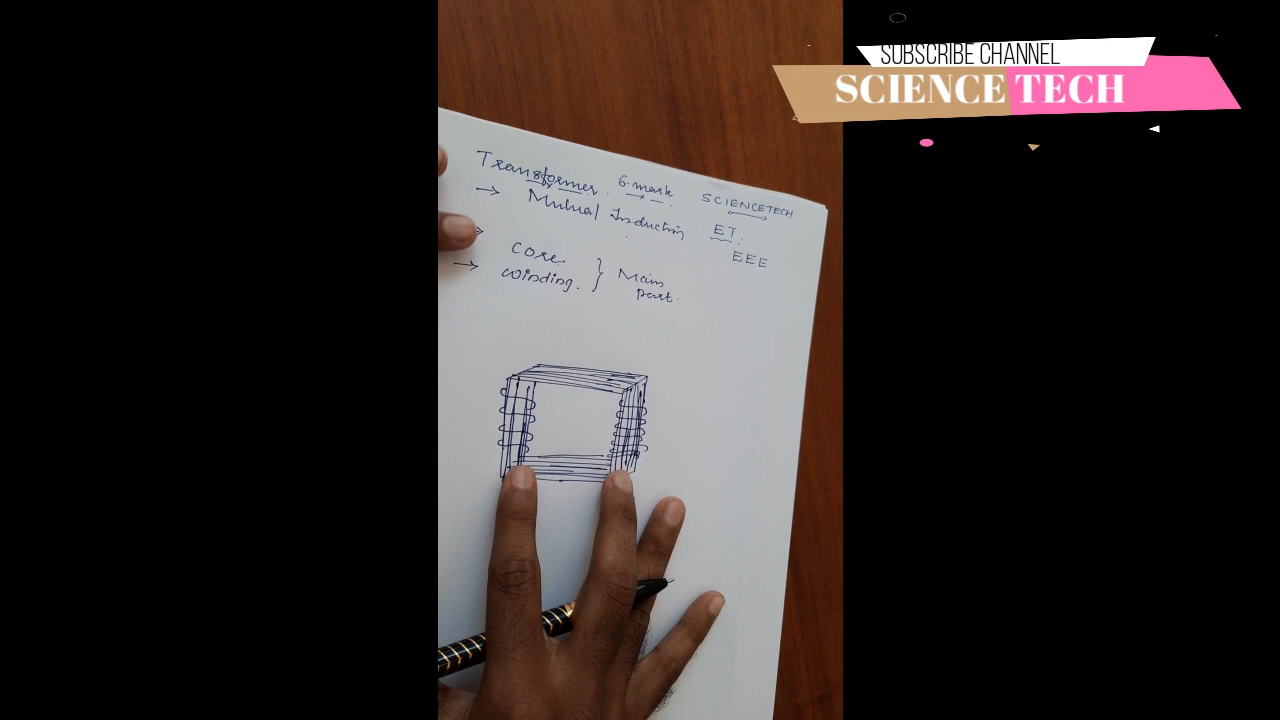 SUBSCRIBE CHANNEL
SCIENCE TECH
Transformer. 6-mark. SCIENCETECH
→ Mutual Induction ET.
EEE
→ Core
→ winding. } Main
part.